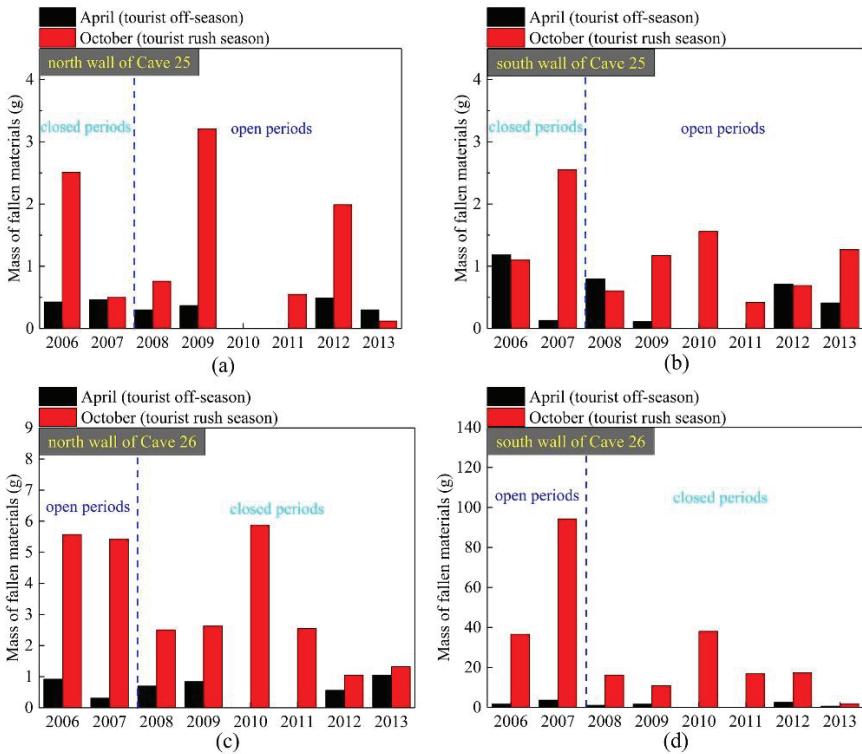 April (tourist off-season)
October (tourist rush season)
north wall of Cave 25
closed periods
open periods
Mass of fallen materials (g)
4
3
2
1
0
2006 2007 2008 2009 2010 2011 2012 2013
(a)
April (tourist off-season)
October (tourist rush season)
south wall of Cave 25
closed periods
open periods
Mass of fallen materials (g)
4
3
2
1
0
2006 2007 2008 2009 2010 2011 2012 2013
(b)
April (tourist off-season)
October (tourist rush season)
north wall of Cave 26
open periods
closed periods
Mass of fallen materials (g)
9
8
7
6
5
4
3
2
1
0
2006 2007 2008 2009 2010 2011 2012 2013
(c)
April (tourist off-season)
October (tourist rush season)
south wall of Cave 26
open periods
closed periods
Mass of fallen materials (g)
140
120
100
80
60
40
20
0
2006 2007 2008 2009 2010 2011 2012 2013
(d)